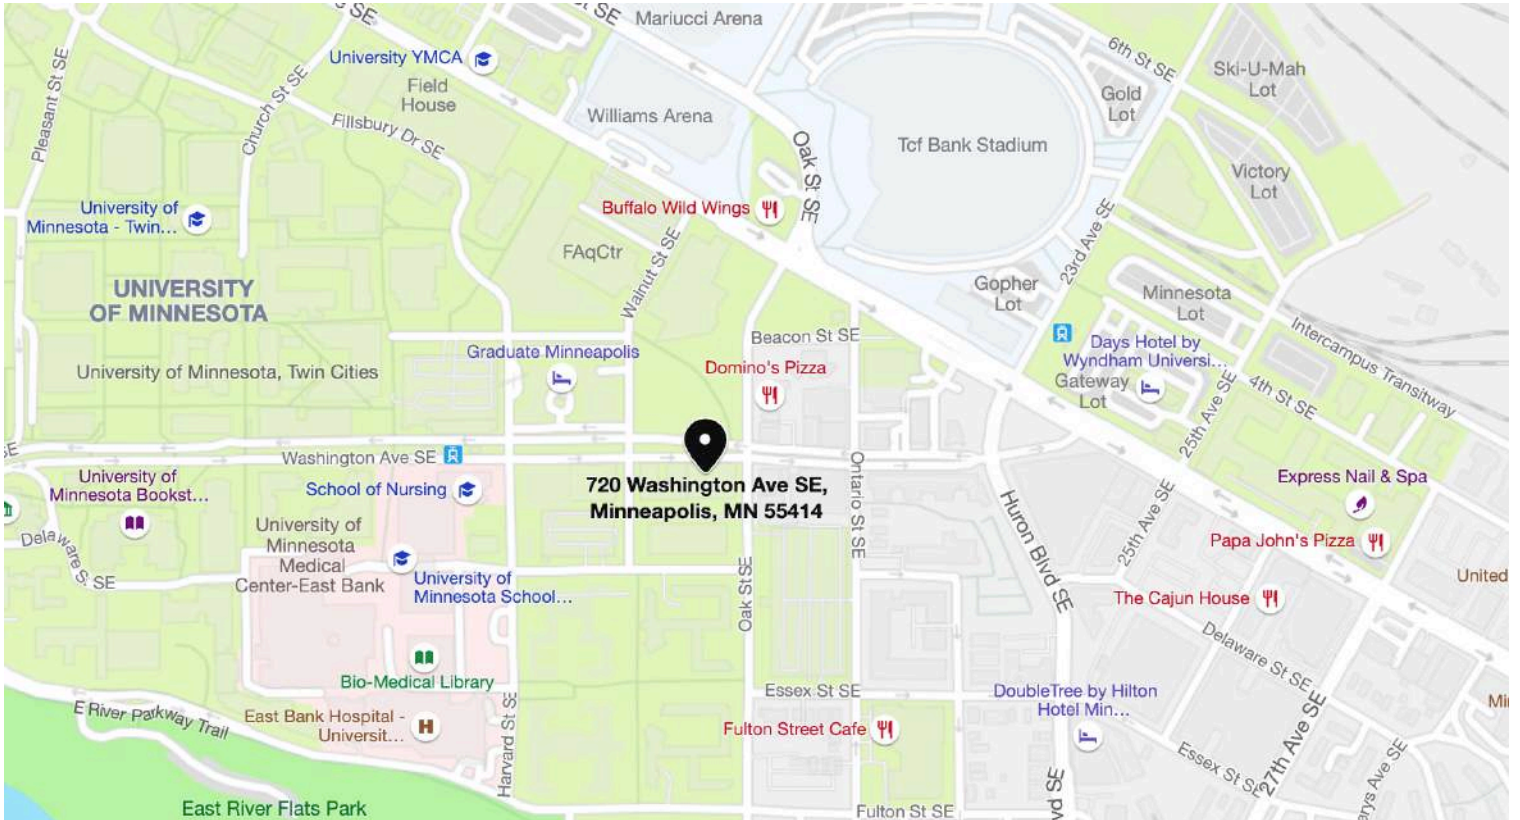 St SE
Mariucci Arena
6th St SE
Ski-U-Mah
Lot
University YMCA
Pleasant St SE
Church St SE
Field
House
Gold
Lot
Williams Arena
Fillsbury Dr SE
Oak St SE
Tcf Bank Stadium
Victory
Lot
University of
Minnesota - Twin...
Buffalo Wild Wings
FAqCtr
Walnut St SE
23rd Ave SE
UNIVERSITY
OF MINNESOTA
Gopher
Lot
Minnesota
Lot
Beacon St SE
Intercampus Transitway
Graduate Minneapolis
Days Hotel by
Wyndham Universi...
University of Minnesota, Twin Cities
Domino's Pizza
Gateway
Lot
4th St SE
25th Ave SE
SE
Washington Ave SE
University of
Minnesota Bookst...
School of Nursing
720 Washington Ave SE,
Minneapolis, MN 55414
Ontario St SE
Huron Blvd SE
25th Ave SE
Express Nail & Spa
University of
Minnesota
Medical
Center-East Bank
Delaware S. SE
Papa John's Pizza
University of
Minnesota School...
Oak St SE
The Cajun House
United
Delaware St SE
Bio-Medical Library
Essex St SE
DoubleTree by Hilton
Hotel Min...
E River Parkway Trail
East Bank Hospital -
Universit...
H
Harvard St SE
Fulton Street Cafe
Essex St SE
27th Ave SE
East River Flats Park
Fulton St SE
vd SE
erys Ave SE